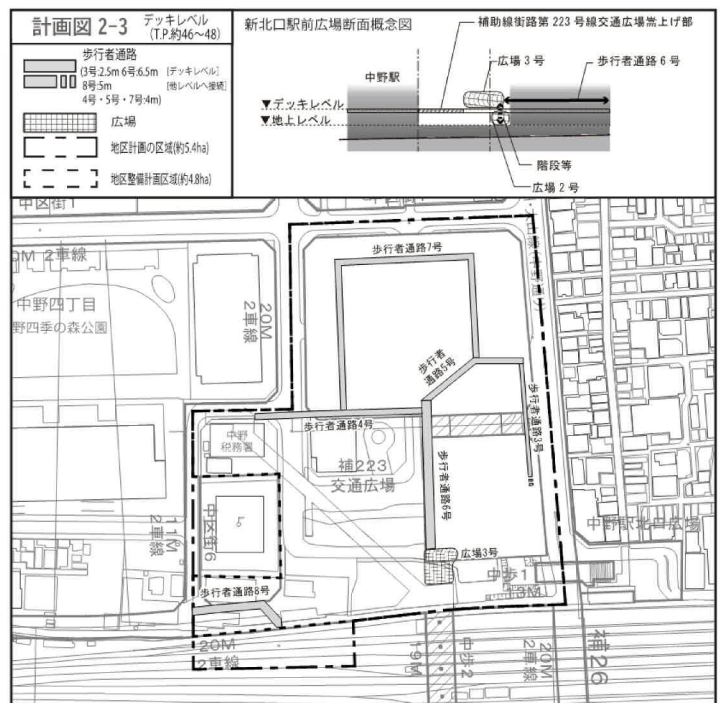 計画図 2-3 デッキレベル
(T.P.約46~48)
歩行者通路
(3号:2.5m 6号:6.5m [デッキレベル]
8号:5m [他レベルへ接続]
4号・5号・7号:4m)
広場
地区計画の区域(約5.4ha)
地区整備計画区域(約4.8ha)
新北口駅前広場断面概念図
補助線街路第223号線交通広場嵩上げ部
広場3号
歩行者通路6号
中野駅
▼デッキレベル
▼地上レベル
階段等
広場2号
中区街1
2車線
歩行者通路7号
中野四丁目
野四季の森公園
20M
2車線
歩行者
通路5号
歩行者通路3号
歩行者通路4号
中野
税務署
補223
交通広場
歩行者通路6号
中区街6
2車線
広場3号
中野駅北口広場
中歩1
3M
歩行者通路8号
20M
2車線
19M
中歩2
20M
2車線
補26